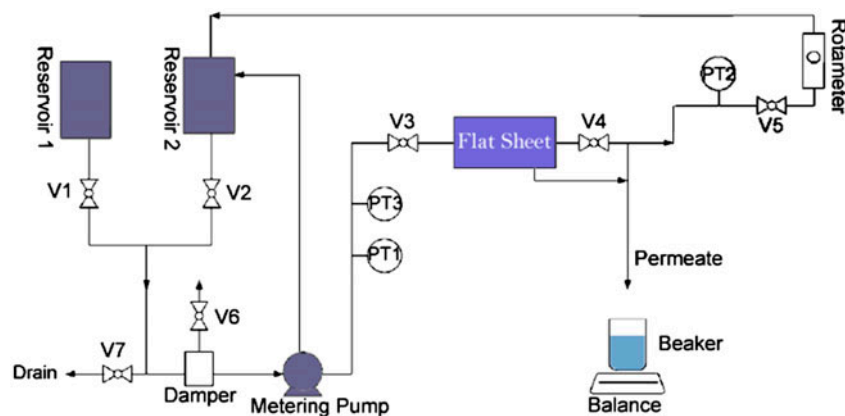 Reservoir 1
Reservoir 2
Rotameter
PT2
V5
V3
Flat Sheet
V4
V1
V2
PT3
PT1
Permeate
V6
V7
Drain
Damper
Metering Pump
Beaker
Balance